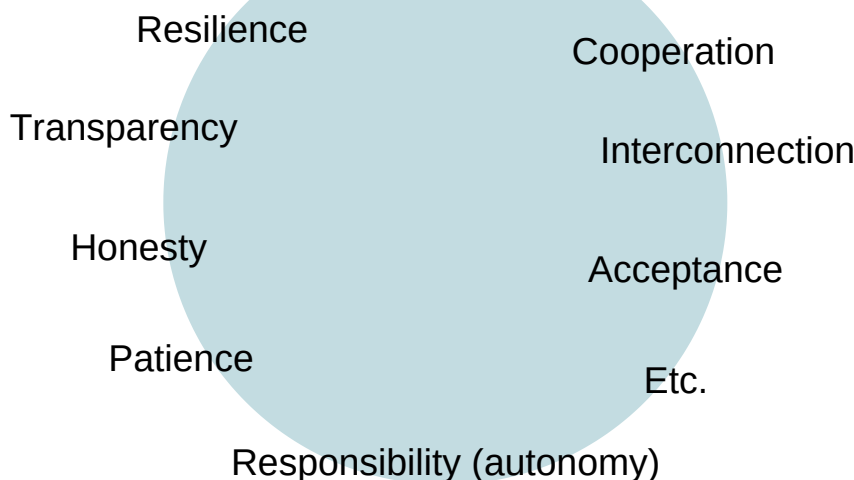 Resilience
Cooperation
Transparency
Interconnection
Honesty
Acceptance
Patience
Etc.
Responsibility (autonomy)